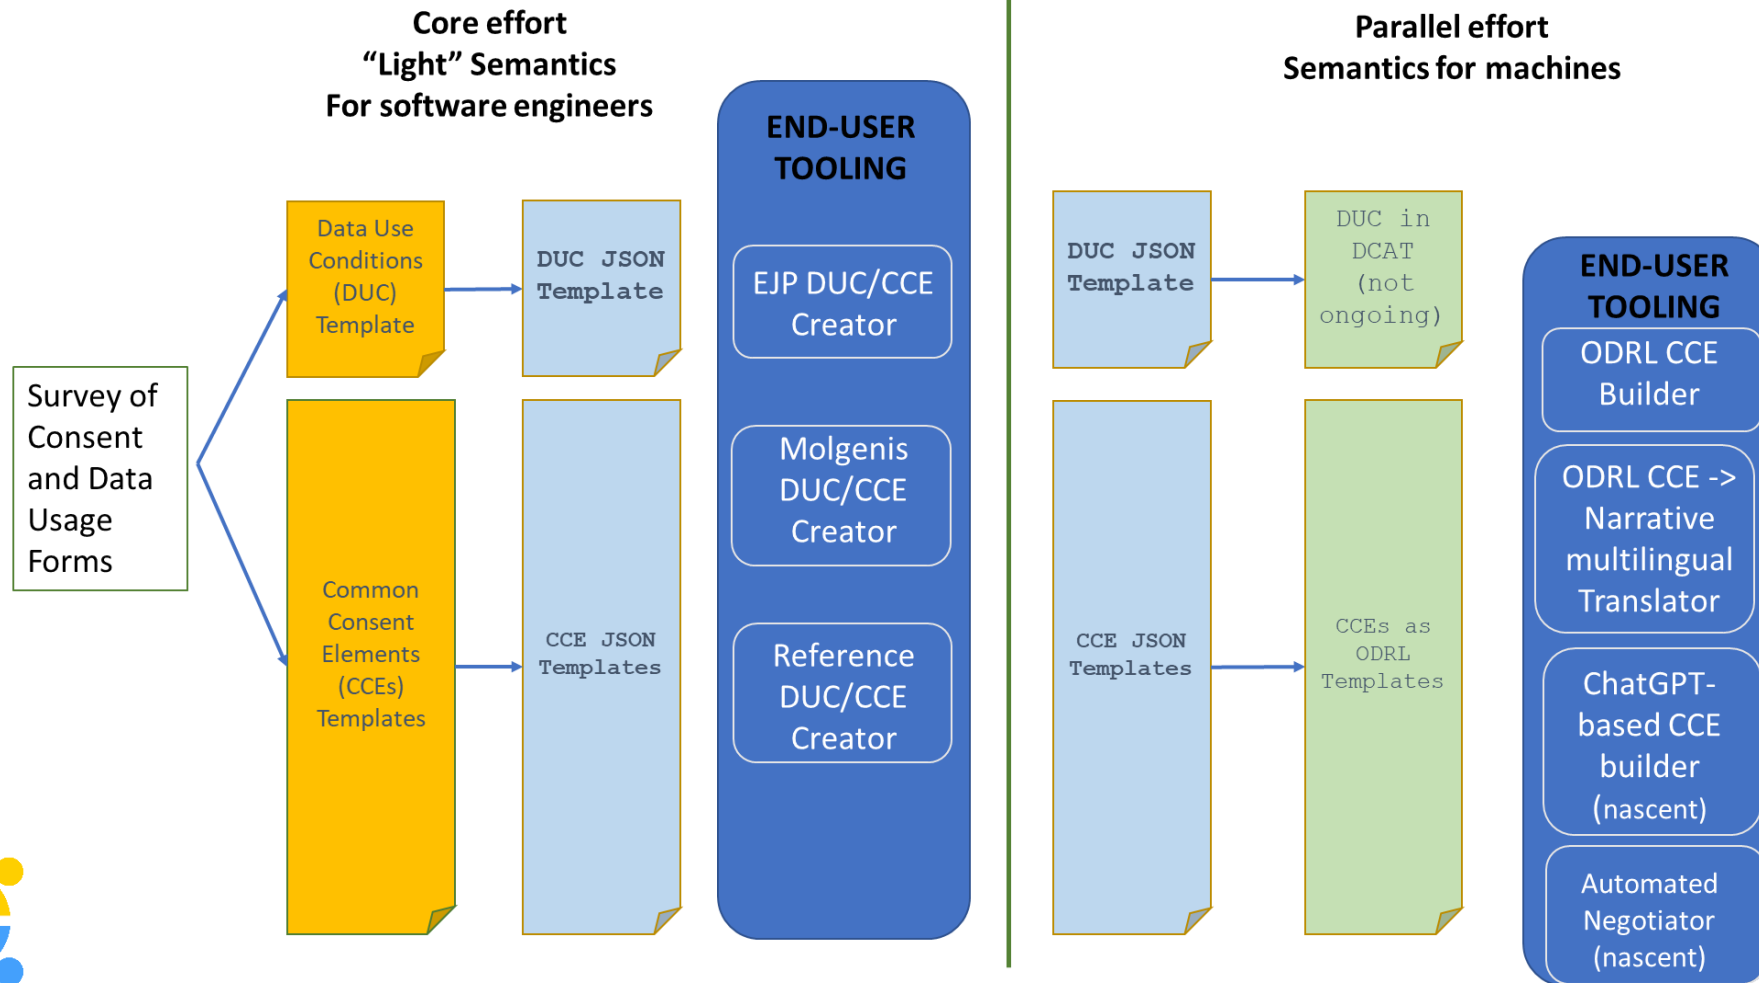 Core effort
“Light” Semantics
For software engineers
Survey of
Consent
and Data
Usage
Forms
Data Use
Conditions
(DUC)
Template
Common
Consent
Elements
(CCEs)
Templates
DUC JSON
Template
CCE JSON
Templates
END-USER
TOOLING
EJP DUC/CCE
Creator
Molgenis
DUC/CCE
Creator
Reference
DUC/CCE
Creator
Parallel effort
Semantics for machines
DUC JSON
Template
CCE JSON
Templates
DUC in
DCAT
(not
ongoing)
CCEs as
ODRL
Templates
END-USER
TOOLING
ODRL CCE
Builder
ODRL CCE ->
Narrative
multilingual
Translator
ChatGPT-
based CCE
builder
(nascent)
Automated
Negotiator
(nascent)